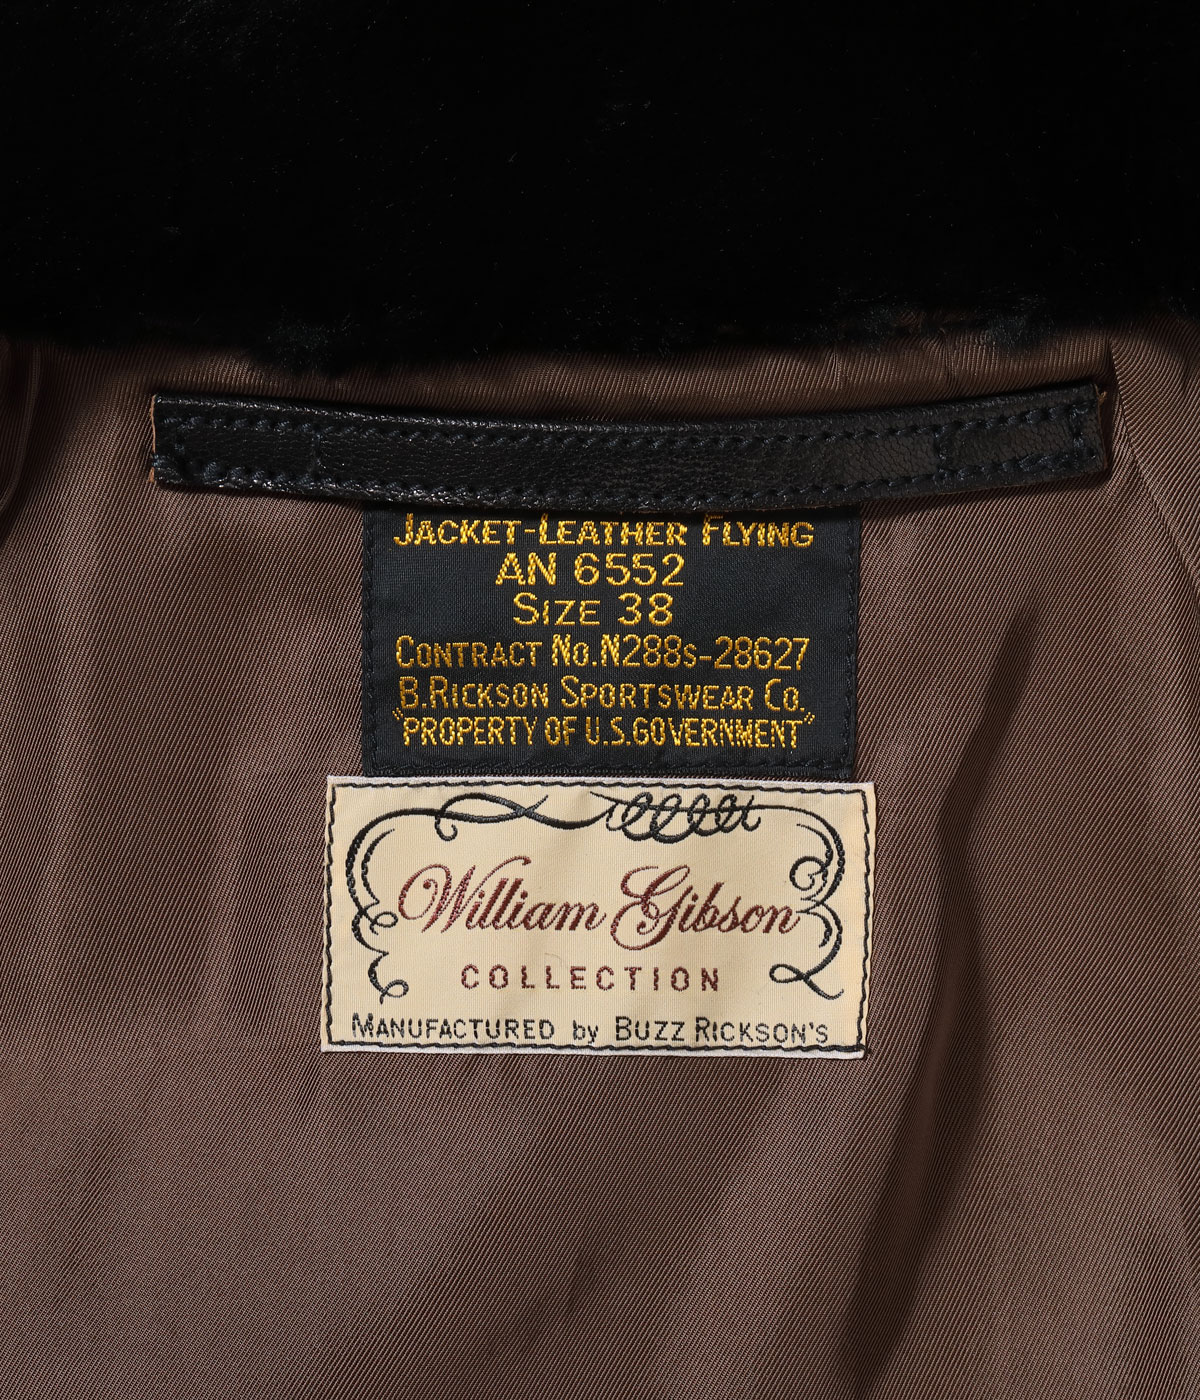 JACKET-LEATHER FLYING
AN 6552
SIZE 38
CONTRACT NO.N288S-28627
B.RICKSON SPORTSWEAR CO.
"PROPERTY OF U.S.GOVERNMENT"
William Gibson
COLLECTION
MANUFACTURED by BUZZ RICKSON'S